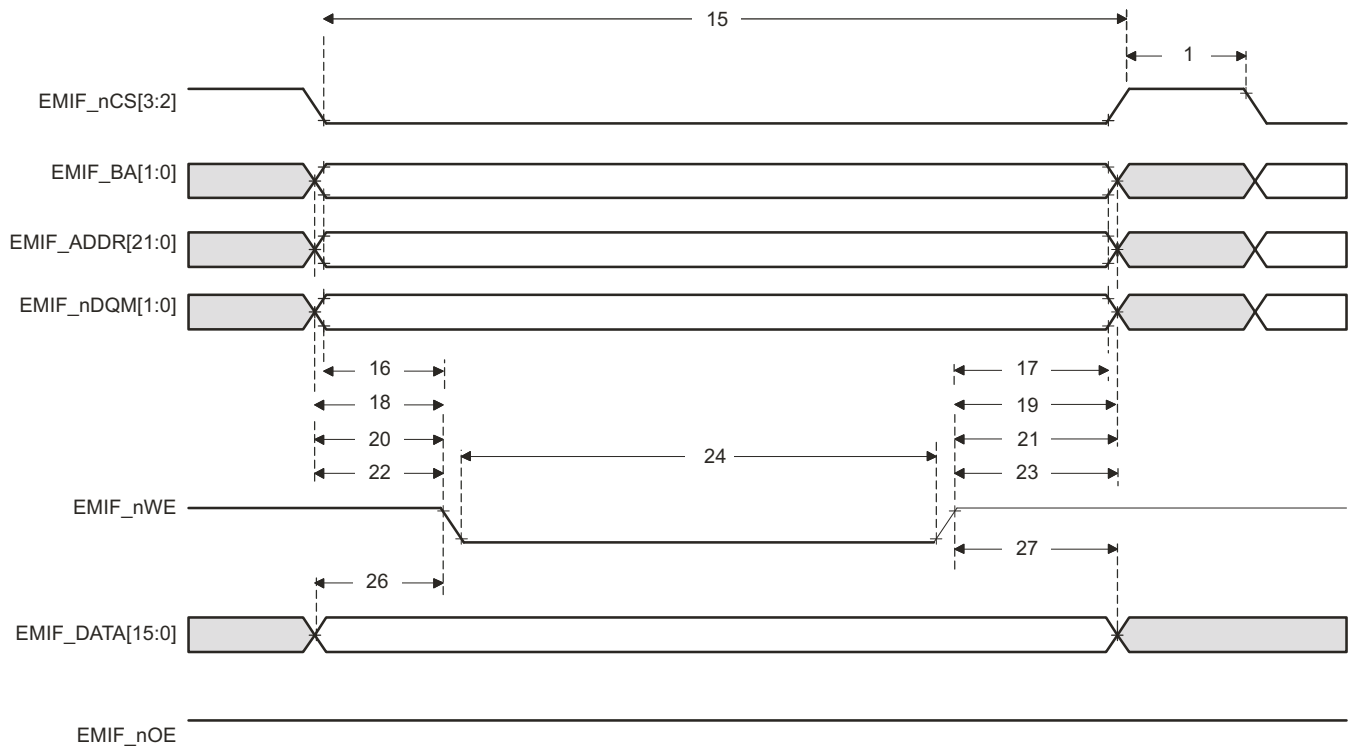 15
1
EMIF_nCS[3:2]
EMIF_BA[1:0]
EMIF_ADDR[21:0]
EMIF_nDQM[1:0]
16
17
18
19
20
21
22
24
23
EMIF_nWE
27
26
EMIF_DATA[15:0]
EMIF_nOE